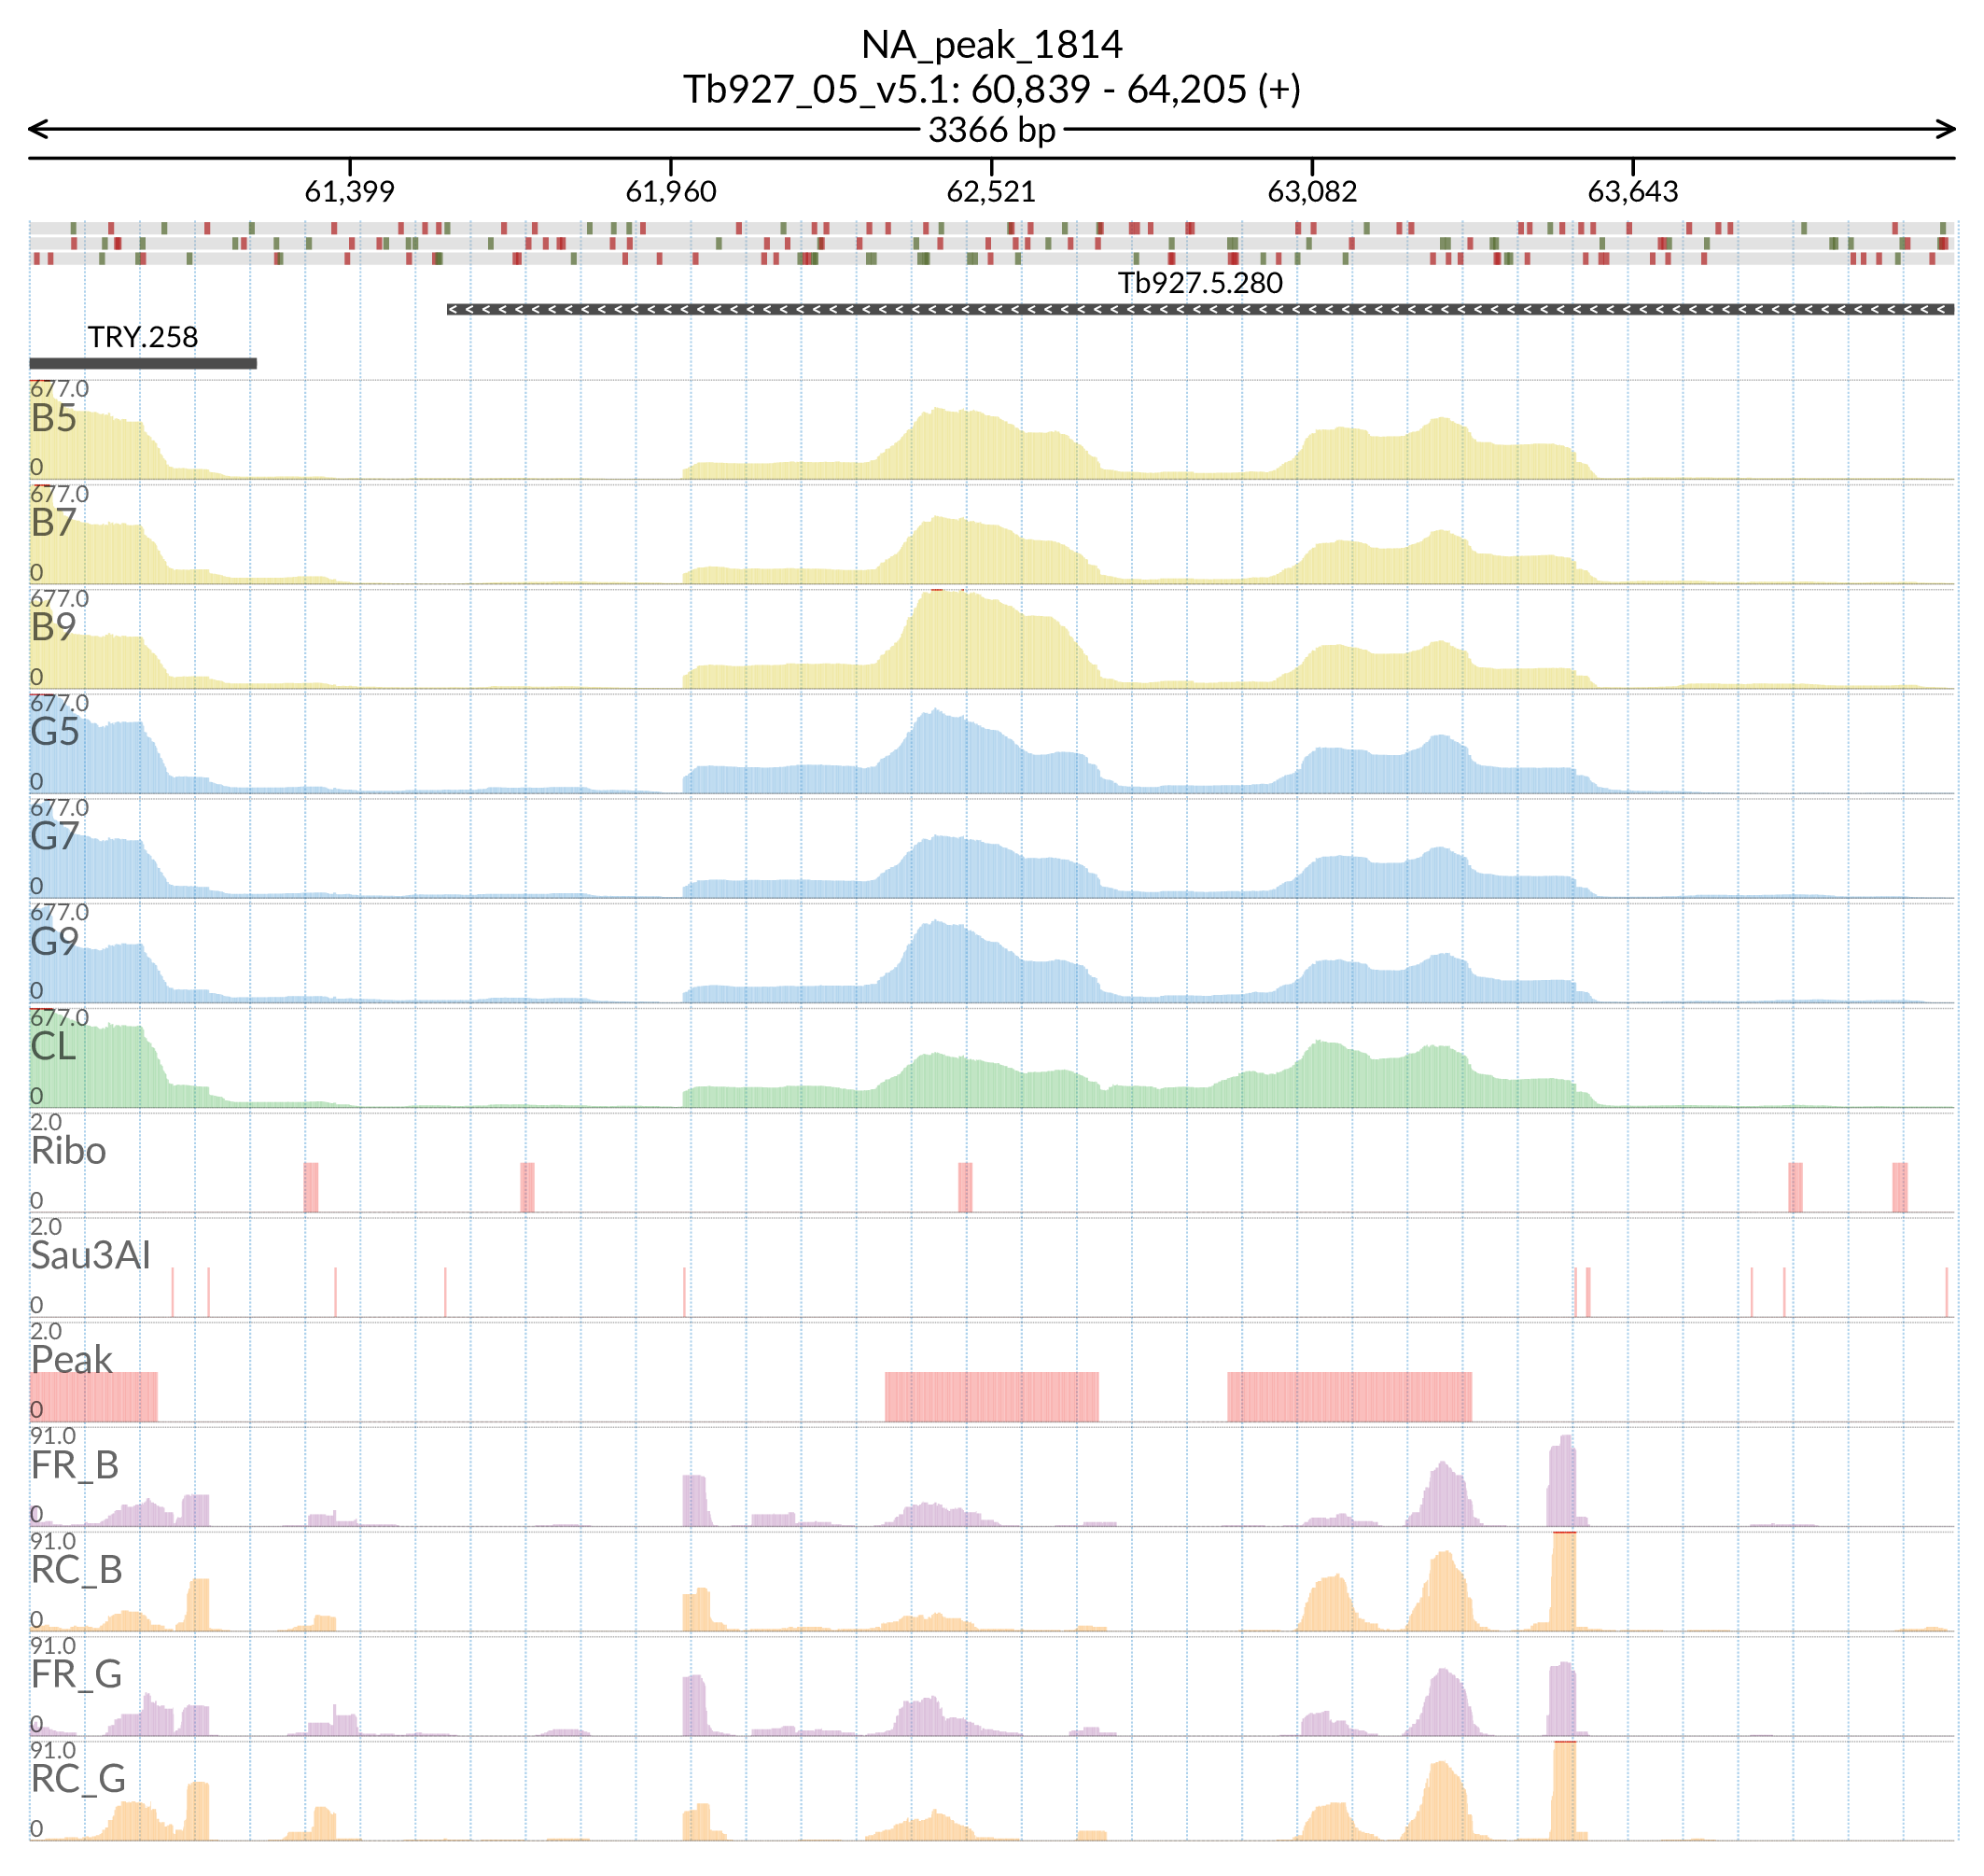 NA_peak_1814
Tb927_05_v5.1: 60,839 - 64,205 (+)
3366 bp
61,399 61,960 62,521 63,082 63,643
Tb927.5.280
TRY.258
677.0
B5
0
677.0
B7
0
677.0
B9
0
677.0
G5
0
677.0
G7
0
677.0
G9
0
677.0
CL
0
2.0
Ribo
0
2.0
Sau3AI
0
2.0
Peak
0
91.0
FR_B
0
91.0
RC_B
0
91.0
FR_G
0
91.0
RC_G
0